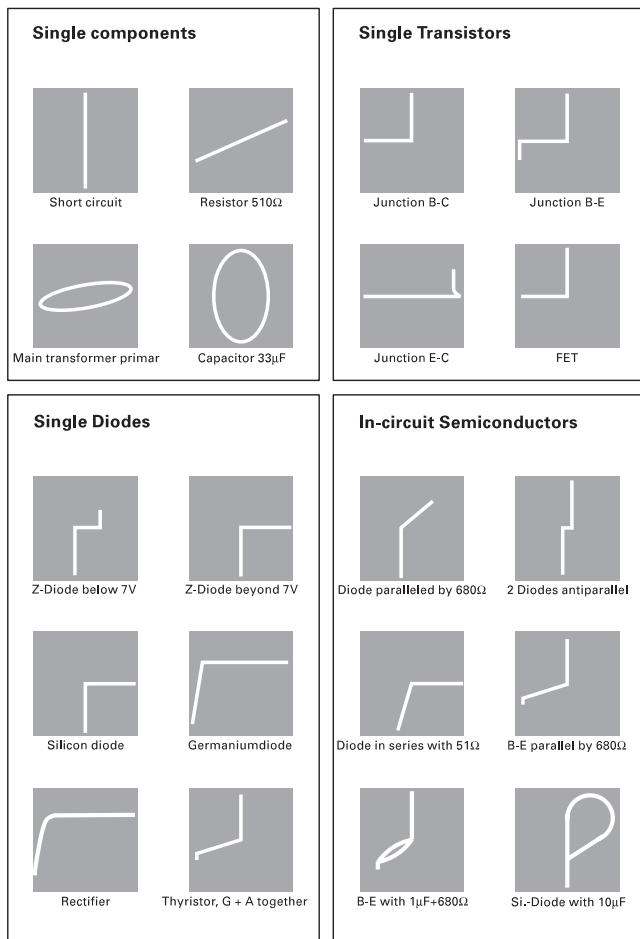 Single components
Short circuit
Resistor 510Ω
Main transformer primar
Capacitor 33µF
Single Transistors
Junction B-C
Junction B-E
Junction E-C
FET
Single Diodes
Z-Diode below 7V
Z-Diode beyond 7V
Silicon diode
Germaniumdiode
Rectifier
Thyristor, G + A together
In-circuit Semiconductors
Diode paralleled by 680Ω
2 Diodes antiparallel
Diode in series with 51Ω
B-E parallel by 680Ω
B-E with 1µF+680Ω
Si.-Diode with 10µF